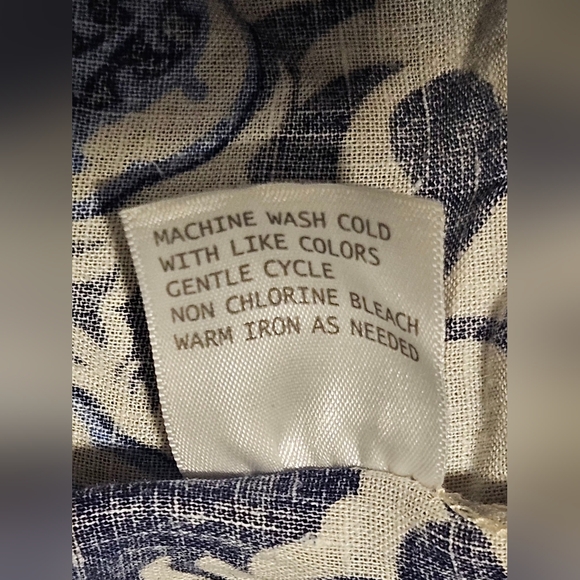 MACHINE WASH COLD
WITH LIKE COLORS
GENTLE CYCLE
NON CHLORINE BLEACH
WARM IRON AS NEEDED